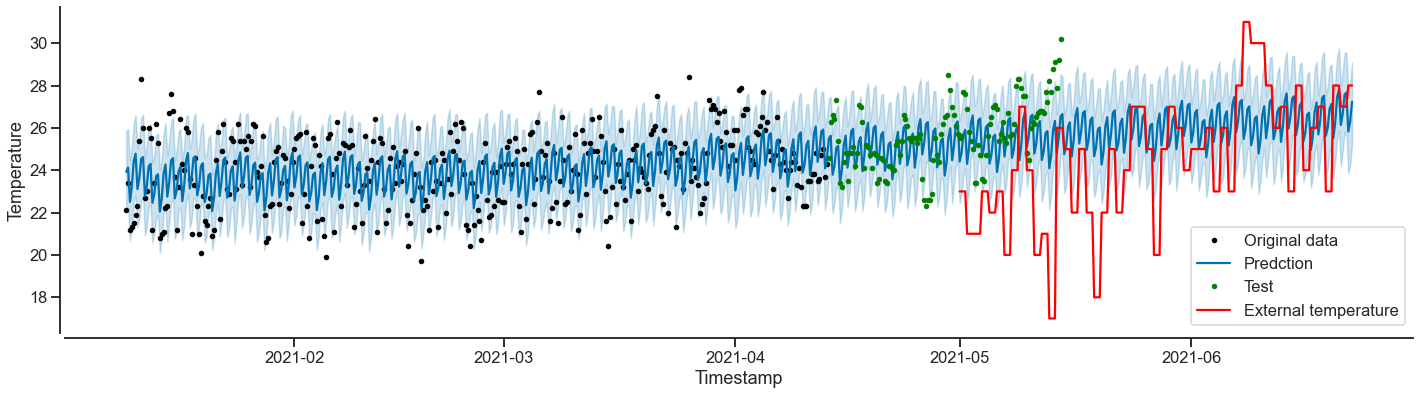 Temperature
30
28
26
24
22
20
18
2021-02
2021-03
2021-04
2021-05
2021-06
Timestamp
Original data
Predction
Test
External temperature